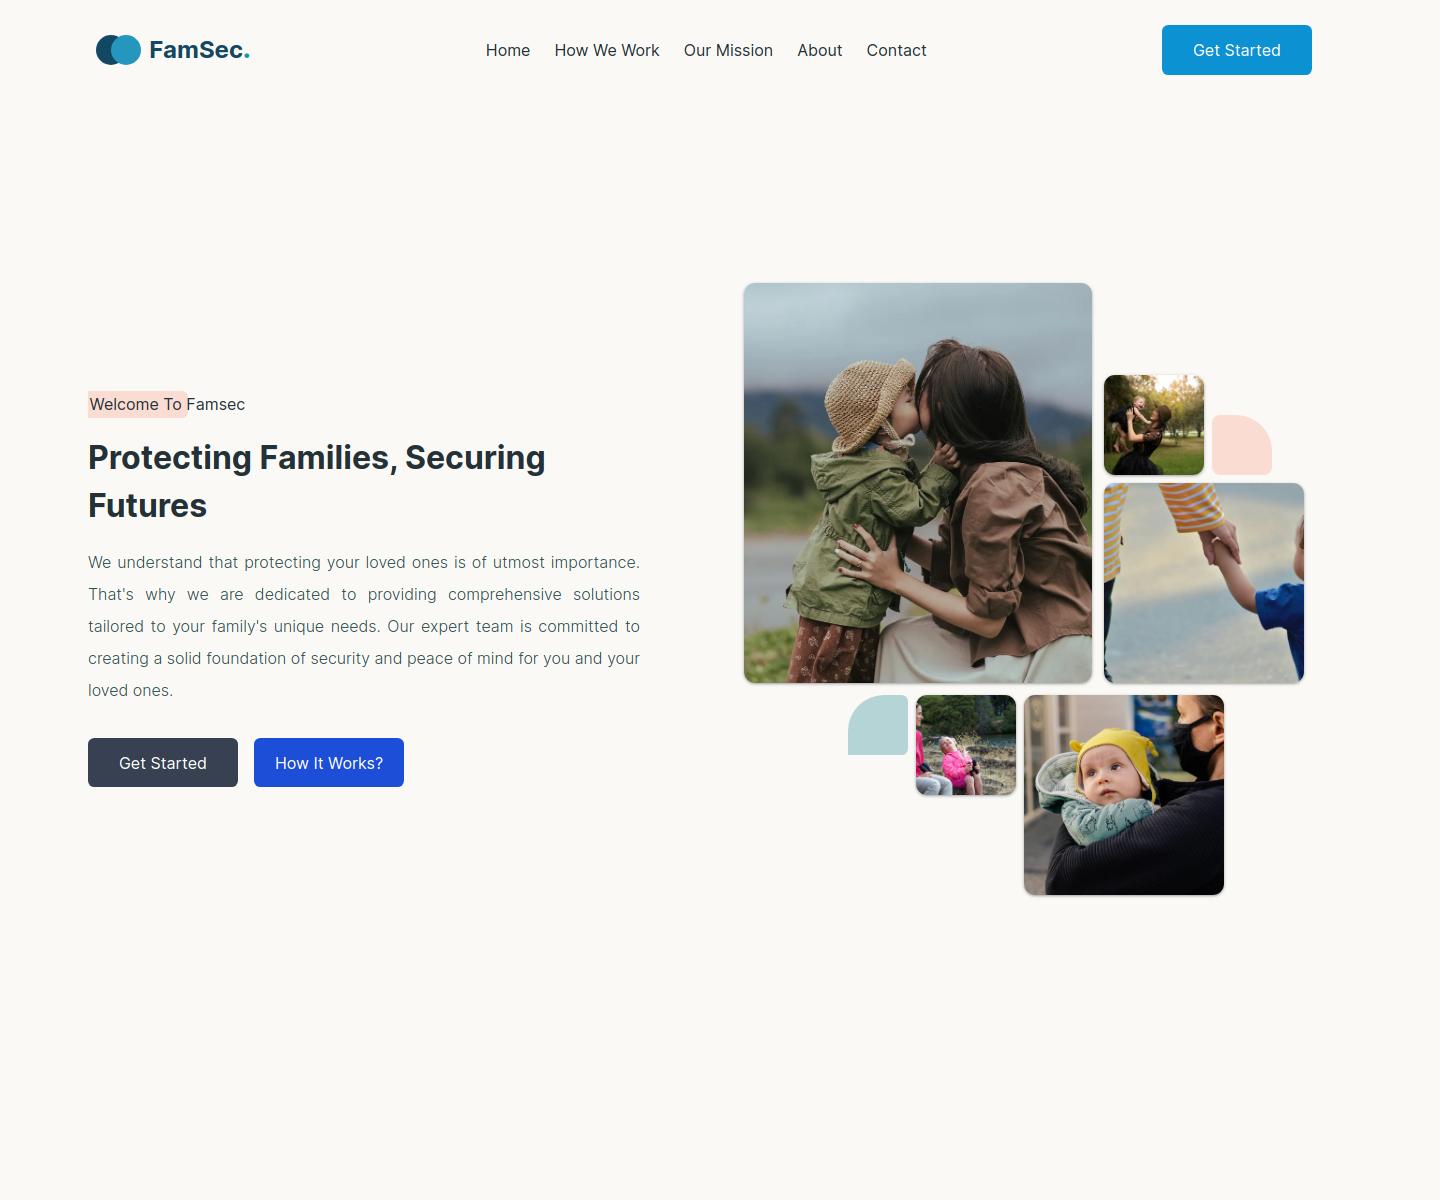 FamSec.
Home
How We Work
Our Mission
About
Contact
Get Started
Welcome To Famsec
Protecting Families, Securing
Futures
We understand that protecting your loved ones is of utmost importance.
That's why we are dedicated to providing comprehensive solutions
tailored to your family's unique needs. Our expert team is committed to
creating a solid foundation of security and peace of mind for you and your
loved ones.
Get Started
How It Works?